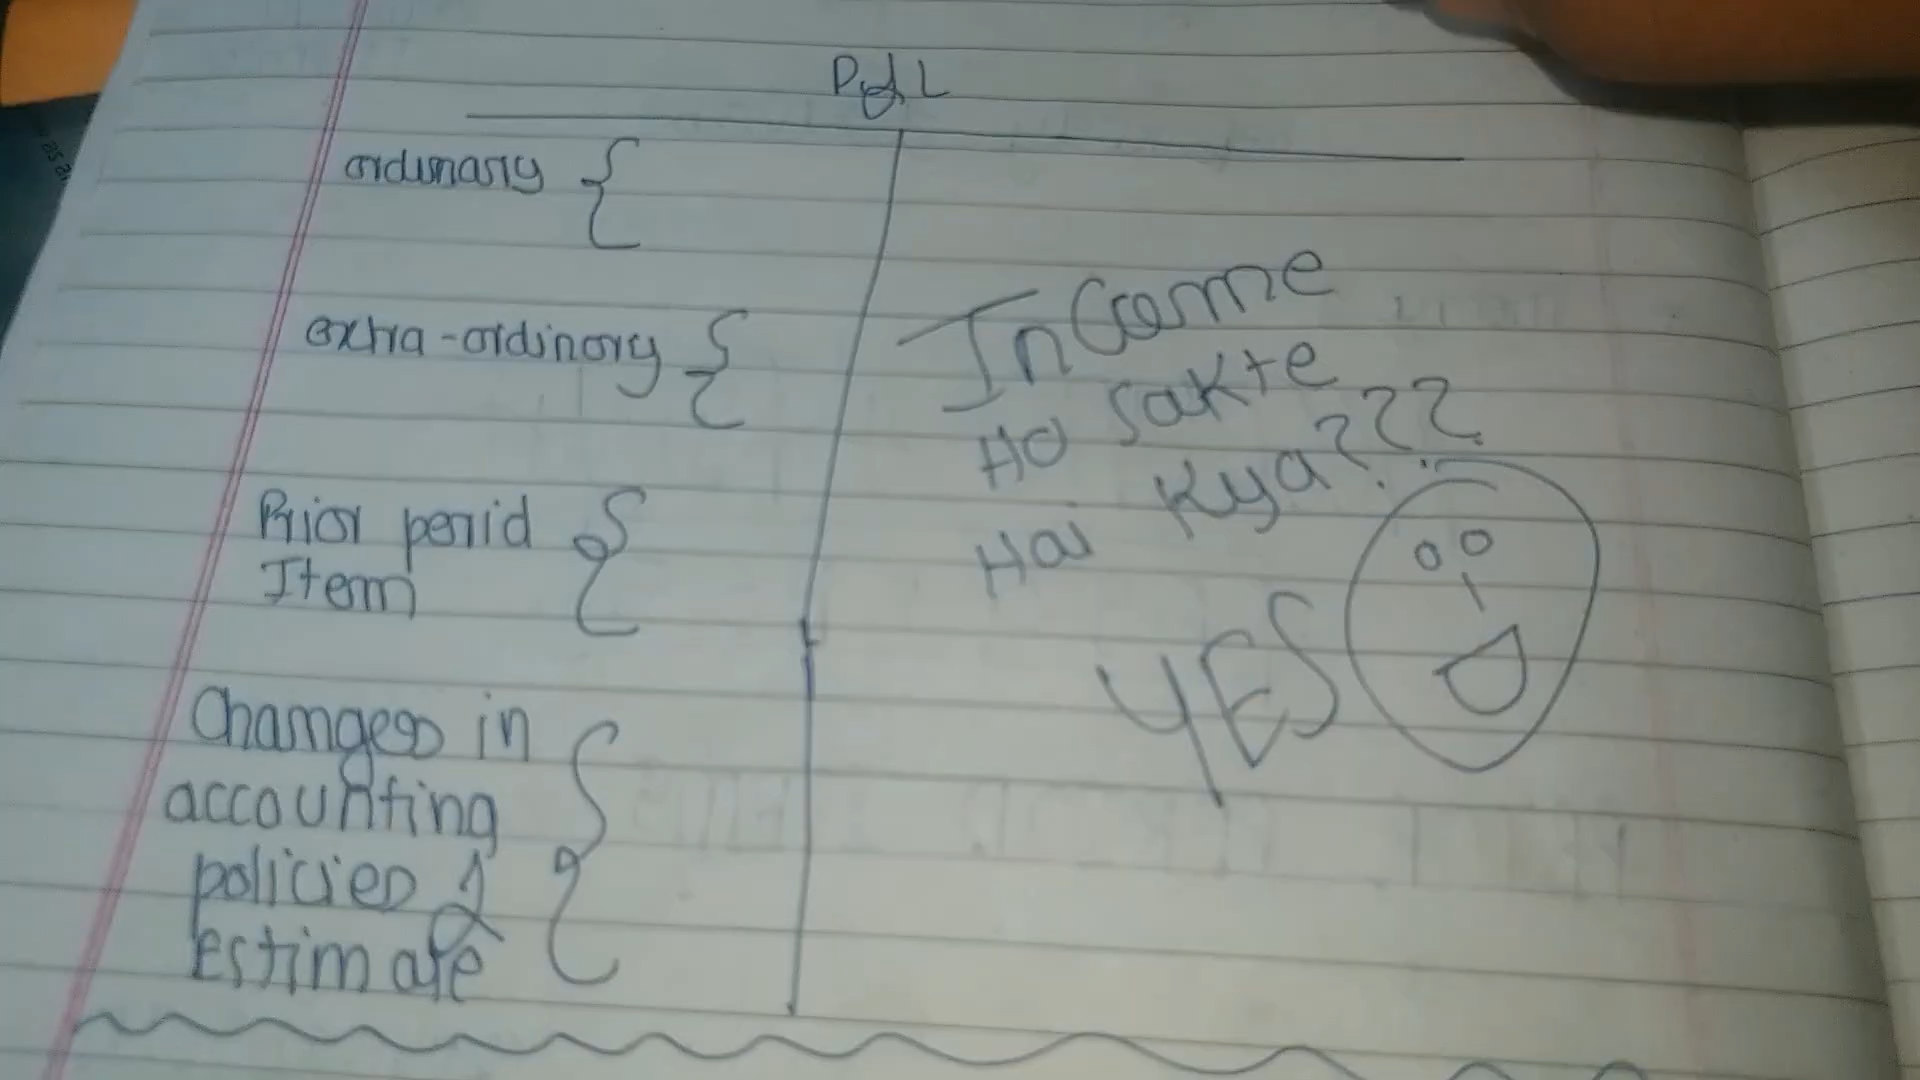 P & L
ordinary {
extra-ordinary {
Prior period
Item {
Changes in
accounting
policies &
estimate {
InCome
Ho sakte
Hai Kya???
YES